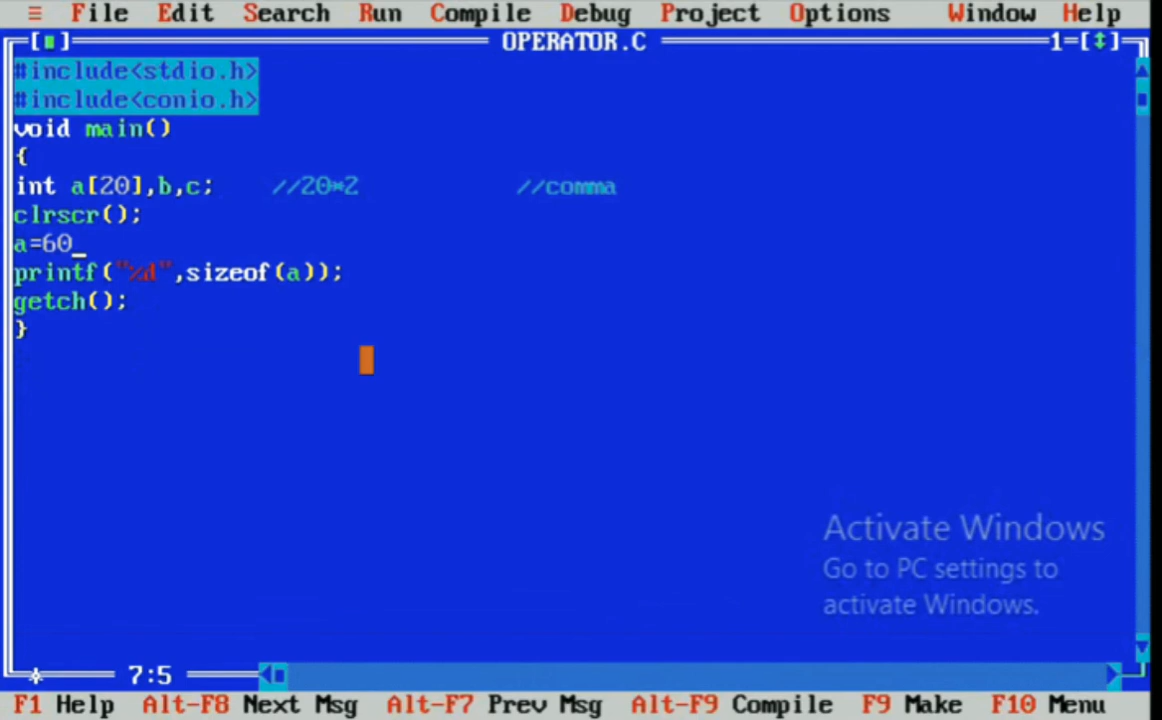 ≡ File Edit Search Run Compile Debug Project Options Window Help
[■] OPERATOR.C 1=[↕]
#include<stdio.h>
#include<conio.h>
void main()
{
int a[20],b,c; //20*2 //comma
clrscr();
a=60_
printf("%d",sizeof(a));
getch();
}
Activate Windows
Go to PC settings to
activate Windows.
7:5
F1 Help Alt-F8 Next Msg Alt-F7 Prev Msg Alt-F9 Compile F9 Make F10 Menu